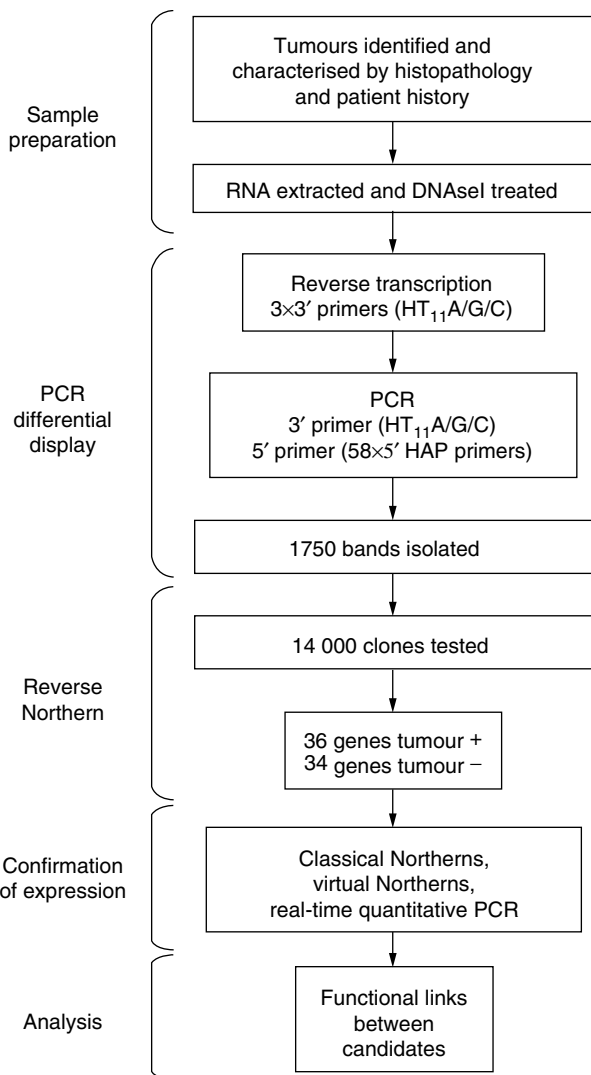 Sample
preparation
Tumours identified and
characterised by histopathology
and patient history
RNA extracted and DNAseI treated
PCR
differential
display
Reverse transcription
3×3′ primers (HT11A/G/C)
PCR
3′ primer (HT11A/G/C)
5′ primer (58×5′ HAP primers)
1750 bands isolated
Reverse
Northern
14 000 clones tested
36 genes tumour +
34 genes tumour −
Confirmation
of expression
Classical Northerns,
virtual Northerns,
real-time quantitative PCR
Analysis
Functional links
between
candidates